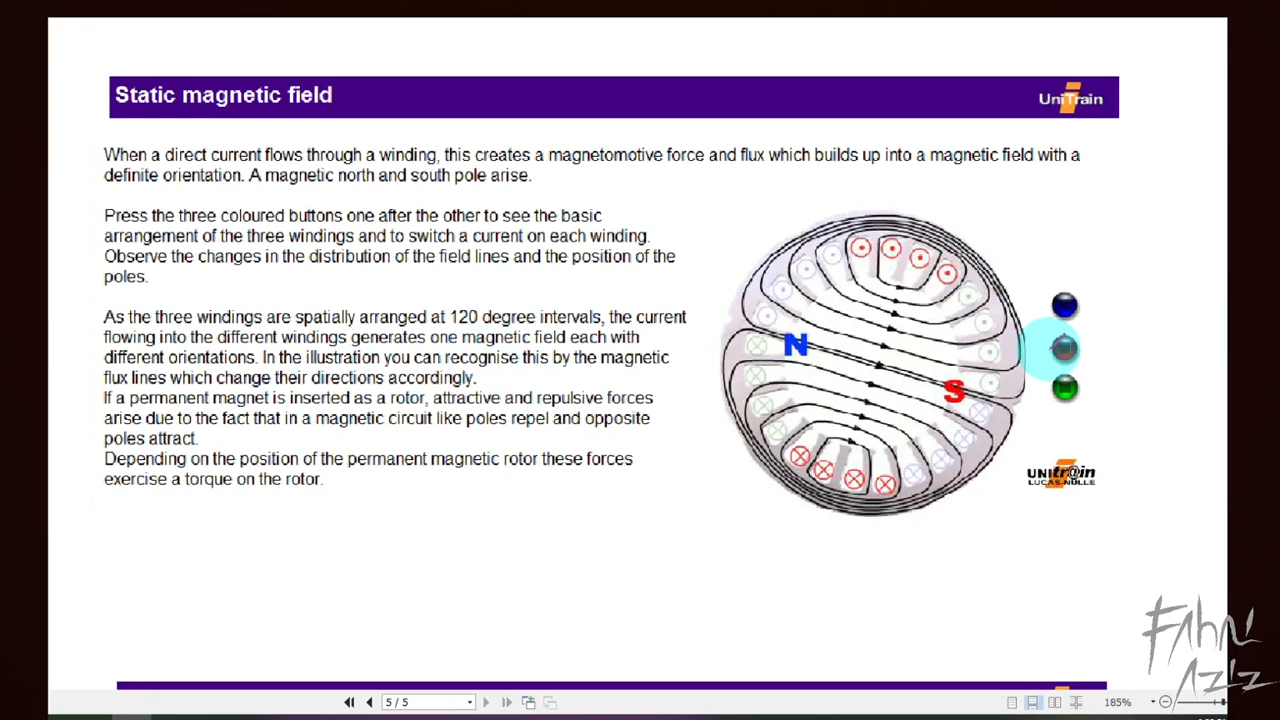 Static magnetic field
UniTrain
When a direct current flows through a winding, this creates a magnetomotive force and flux which builds up into a magnetic field with a
definite orientation. A magnetic north and south pole arise.
Press the three coloured buttons one after the other to see the basic
arrangement of the three windings and to switch a current on each winding.
Observe the changes in the distribution of the field lines and the position of the
poles.
As the three windings are spatially arranged at 120 degree intervals, the current
flowing into the different windings generates one magnetic field each with
different orientations. In the illustration you can recognise this by the magnetic
flux lines which change their directions accordingly.
If a permanent magnet is inserted as a rotor, attractive and repulsive forces
arise due to the fact that in a magnetic circuit like poles repel and opposite
poles attract.
Depending on the position of the permanent magnetic rotor these forces
exercise a torque on the rotor.
N
S
UNItr@in
LUCAS-NÜLLE
Fahmi
Aziz
5 / 5
185%